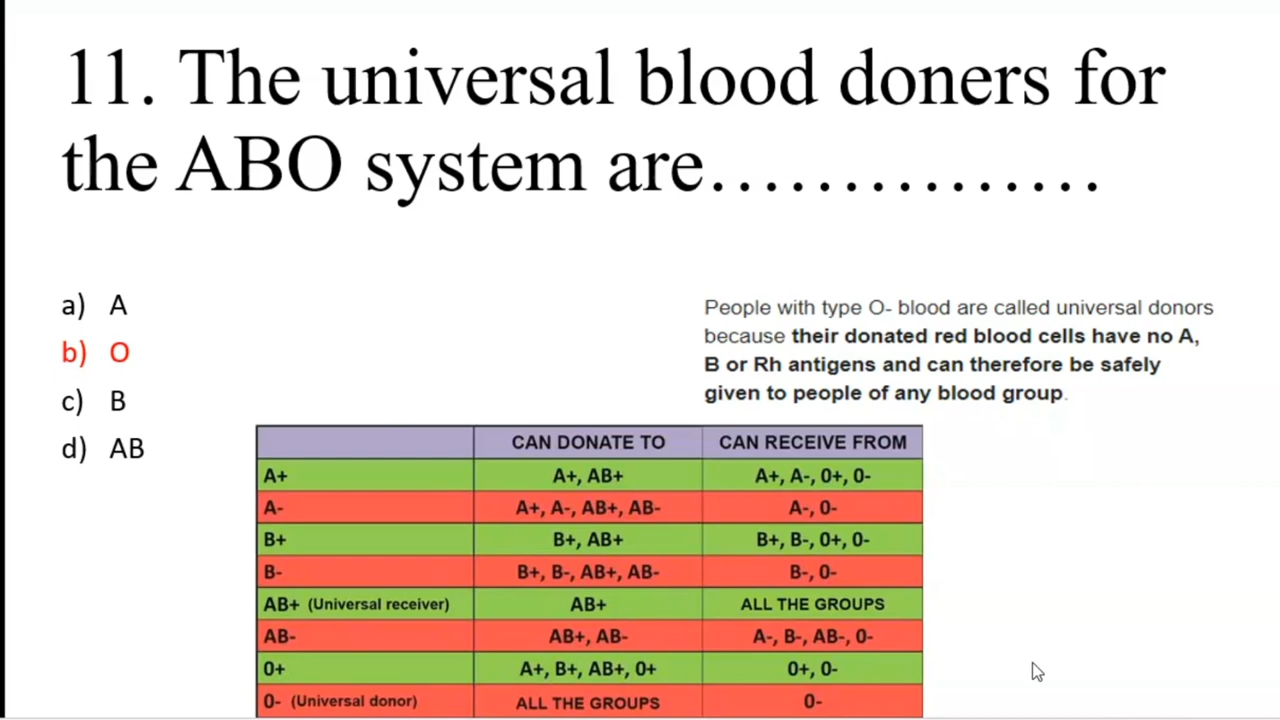 11. The universal blood doners for
the ABO system are……………
a) A
b) O
c) B
d) AB
People with type O- blood are called universal donors
because their donated red blood cells have no A,
B or Rh antigens and can therefore be safely
given to people of any blood group.
CAN DONATE TO CAN RECEIVE FROM
A+ A+, AB+ A+, A-, 0+, 0-
A- A+, A-, AB+, AB- A-, 0-
B+ B+, AB+ B+, B-, 0+, 0-
B- B+, B-, AB+, AB- B-, 0-
AB+ (Universal receiver) AB+ ALL THE GROUPS
AB- AB+, AB- A-, B-, AB-, 0-
0+ A+, B+, AB+, 0+ 0+, 0-
0- (Universal donor) ALL THE GROUPS 0-